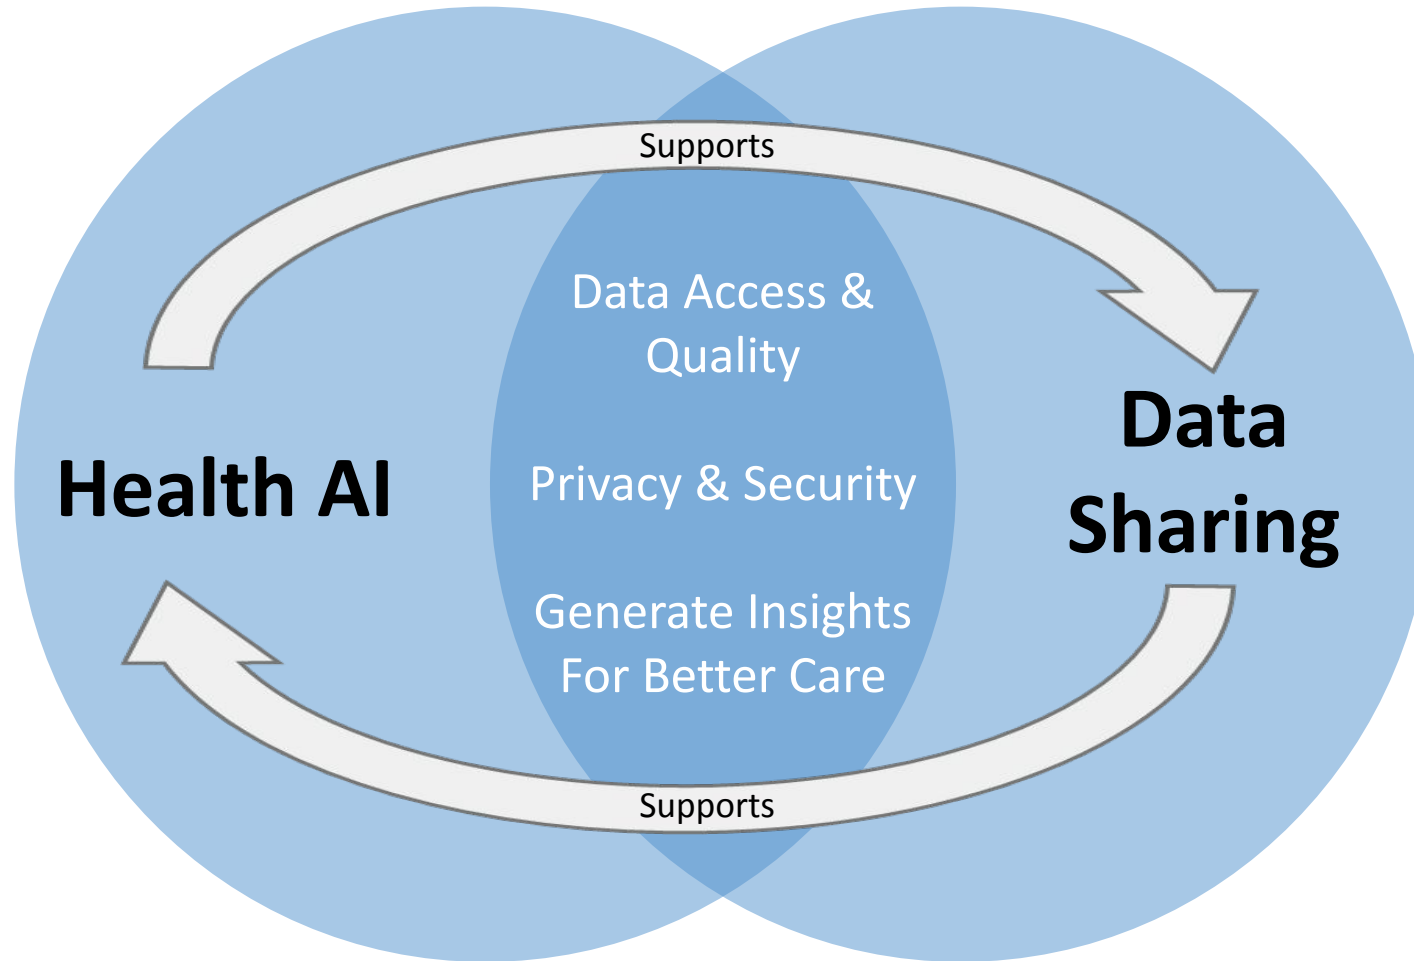 Supports
Data Access &
Quality
Health AI
Privacy & Security
Data
Sharing
Generate Insights
For Better Care
Supports